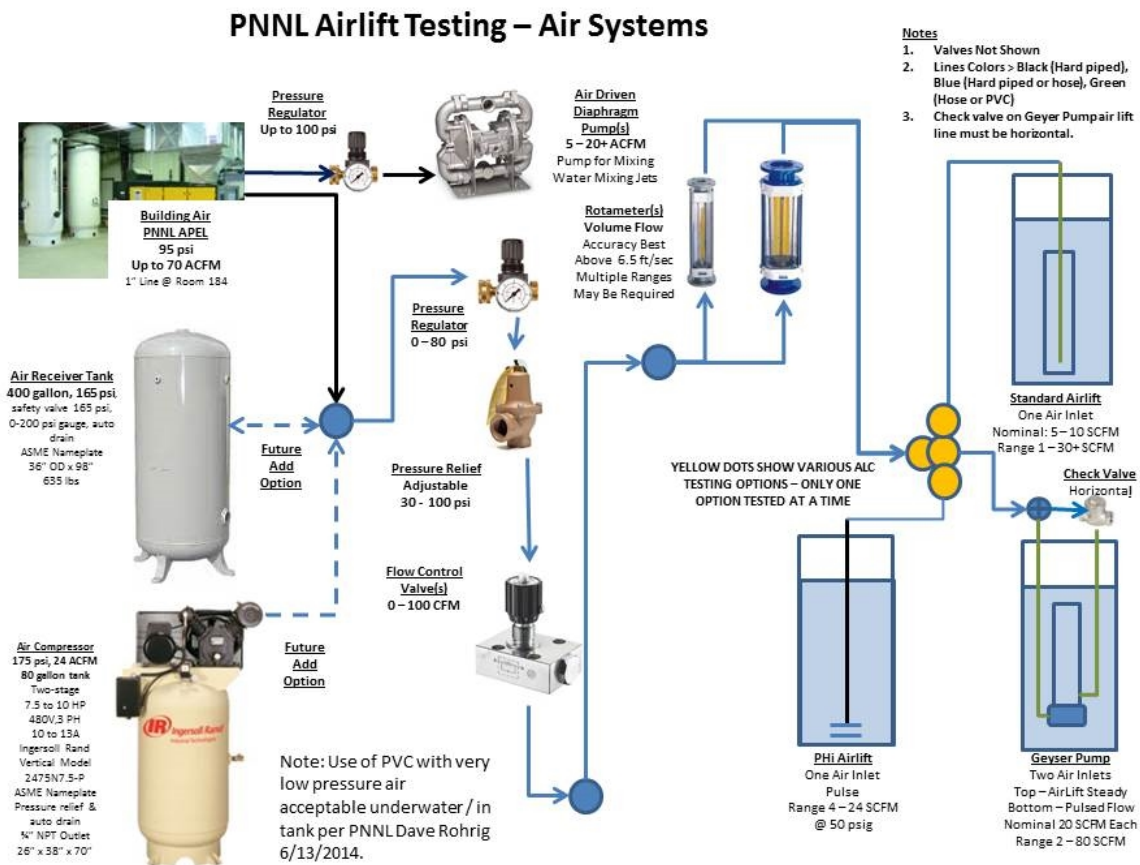 PNNL Airlift Testing – Air Systems
Notes
1. Valves Not Shown
2. Lines Colors > Black (Hard piped),
Blue (Hard piped or hose), Green
(Hose or PVC)
3. Check valve on Geyer Pump air lift
line must be horizontal.
Pressure
Regulator
Up to 100 psi
Air Driven
Diaphragm
Pump(s)
5 – 20+ ACFM
Pump for Mixing
Water Mixing Jets
Building Air
PNNL APEL
95 psi
Up to 70 ACFM
1" Line @ Room 184
Rotameter(s)
Volume Flow
Accuracy Best
Above 6.5 ft/sec
Multiple Ranges
May Be Required
Pressure
Regulator
0 – 80 psi
Air Receiver Tank
400 gallon, 165 psi,
safety valve 165 psi,
0-200 psi gauge, auto
drain
ASME Nameplate
36" OD x 98"
635 lbs
Future
Add
Option
Pressure Relief
Adjustable
30 - 100 psi
YELLOW DOTS SHOW VARIOUS ALC
TESTING OPTIONS – ONLY ONE
OPTION TESTED AT A TIME
Standard Airlift
One Air Inlet
Nominal: 5 – 10 SCFM
Range 1 – 30+ SCFM
Check Valve
Horizontal
Flow Control
Valve(s)
0 – 100 CFM
Air Compressor
175 psi, 24 ACFM
80 gallon tank
Two-stage
7.5 to 10 HP
480V,3 PH
10 to 13A
Ingersoll Rand
Vertical Model
2475N7.5-P
ASME Nameplate
Pressure relief &
auto drain
¾" NPT Outlet
26" x 38" x 70"
IR Ingersoll Rand
Industrial Technologies
Future
Add
Option
Note: Use of PVC with very
low pressure air
acceptable underwater / in
tank per PNNL Dave Rohrig
6/13/2014.
PHi Airlift
One Air Inlet
Pulse
Range 4 – 24 SCFM
@ 50 psig
Geyser Pump
Two Air Inlets
Top – AirLift Steady
Bottom – Pulsed Flow
Nominal 20 SCFM Each
Range 2 – 80 SCFM